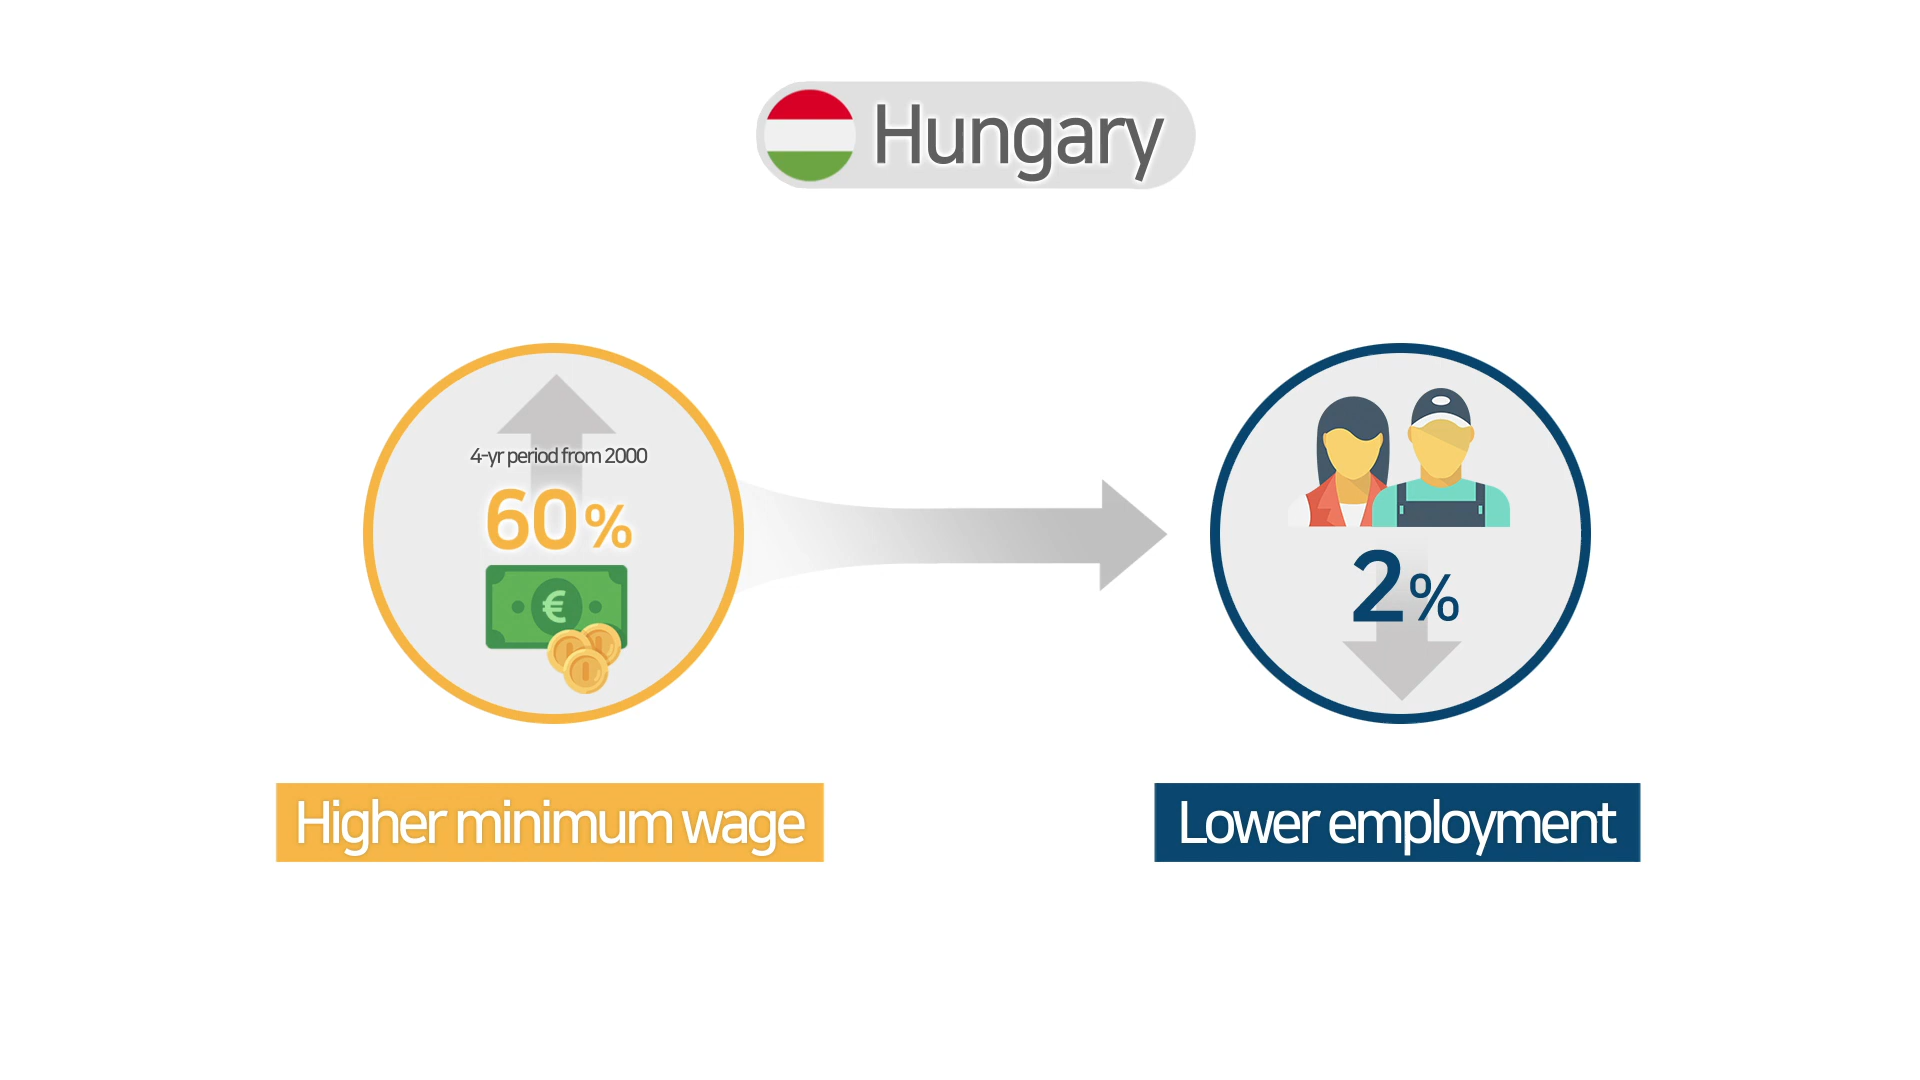 Hungary
4-yr period from 2000
60%
€
2%
Higher minimum wage
Lower employment